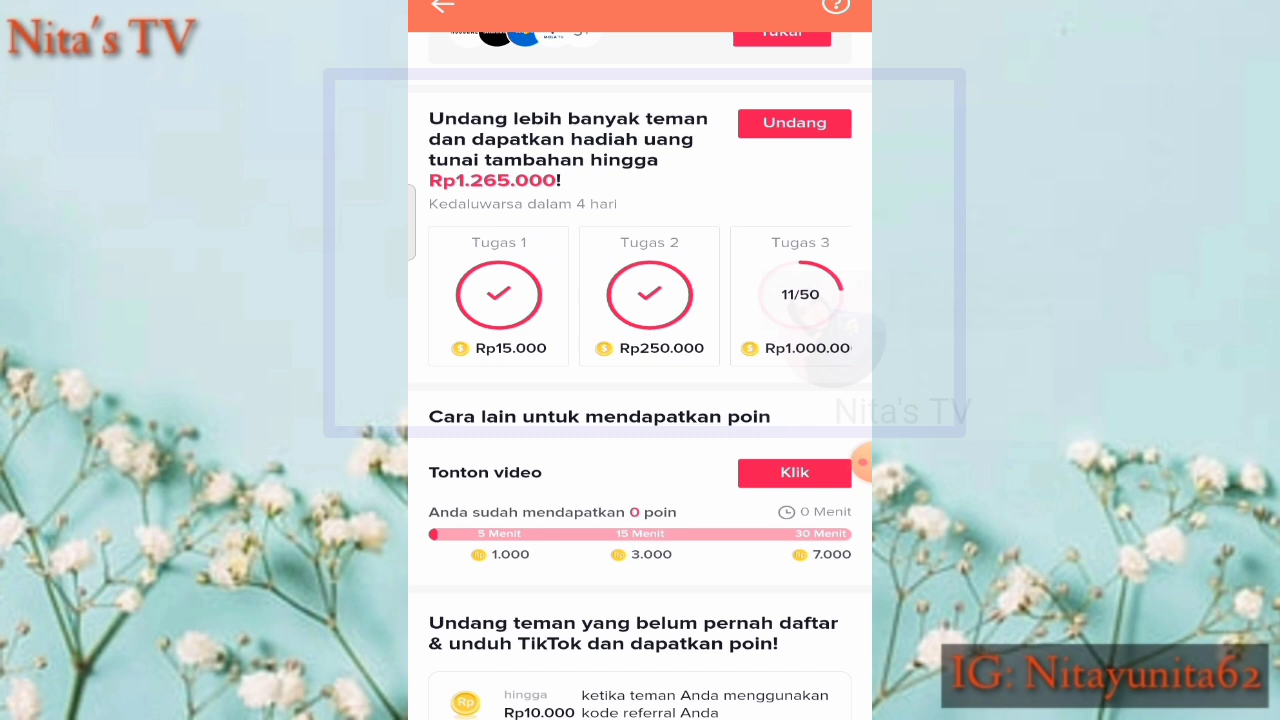 Nita's TV
Tukar
Undang lebih banyak teman
dan dapatkan hadiah uang
tunai tambahan hingga
Rp1.265.000!
Undang
Kedaluwarsa dalam 4 hari
Tugas 1
Tugas 2
Tugas 3
11/50
Rp15.000
Rp250.000
Rp1.000.00
Nita's TV
Cara lain untuk mendapatkan poin
Tonton video
Klik
Anda sudah mendapatkan 0 poin
0 Menit
5 Menit
15 Menit
30 Menit
1.000
3.000
7.000
Undang teman yang belum pernah daftar
& unduh TikTok dan dapatkan poin!
Rp
hingga
Rp10.000
ketika teman Anda menggunakan
kode referral Anda
IG: Nitayunita62